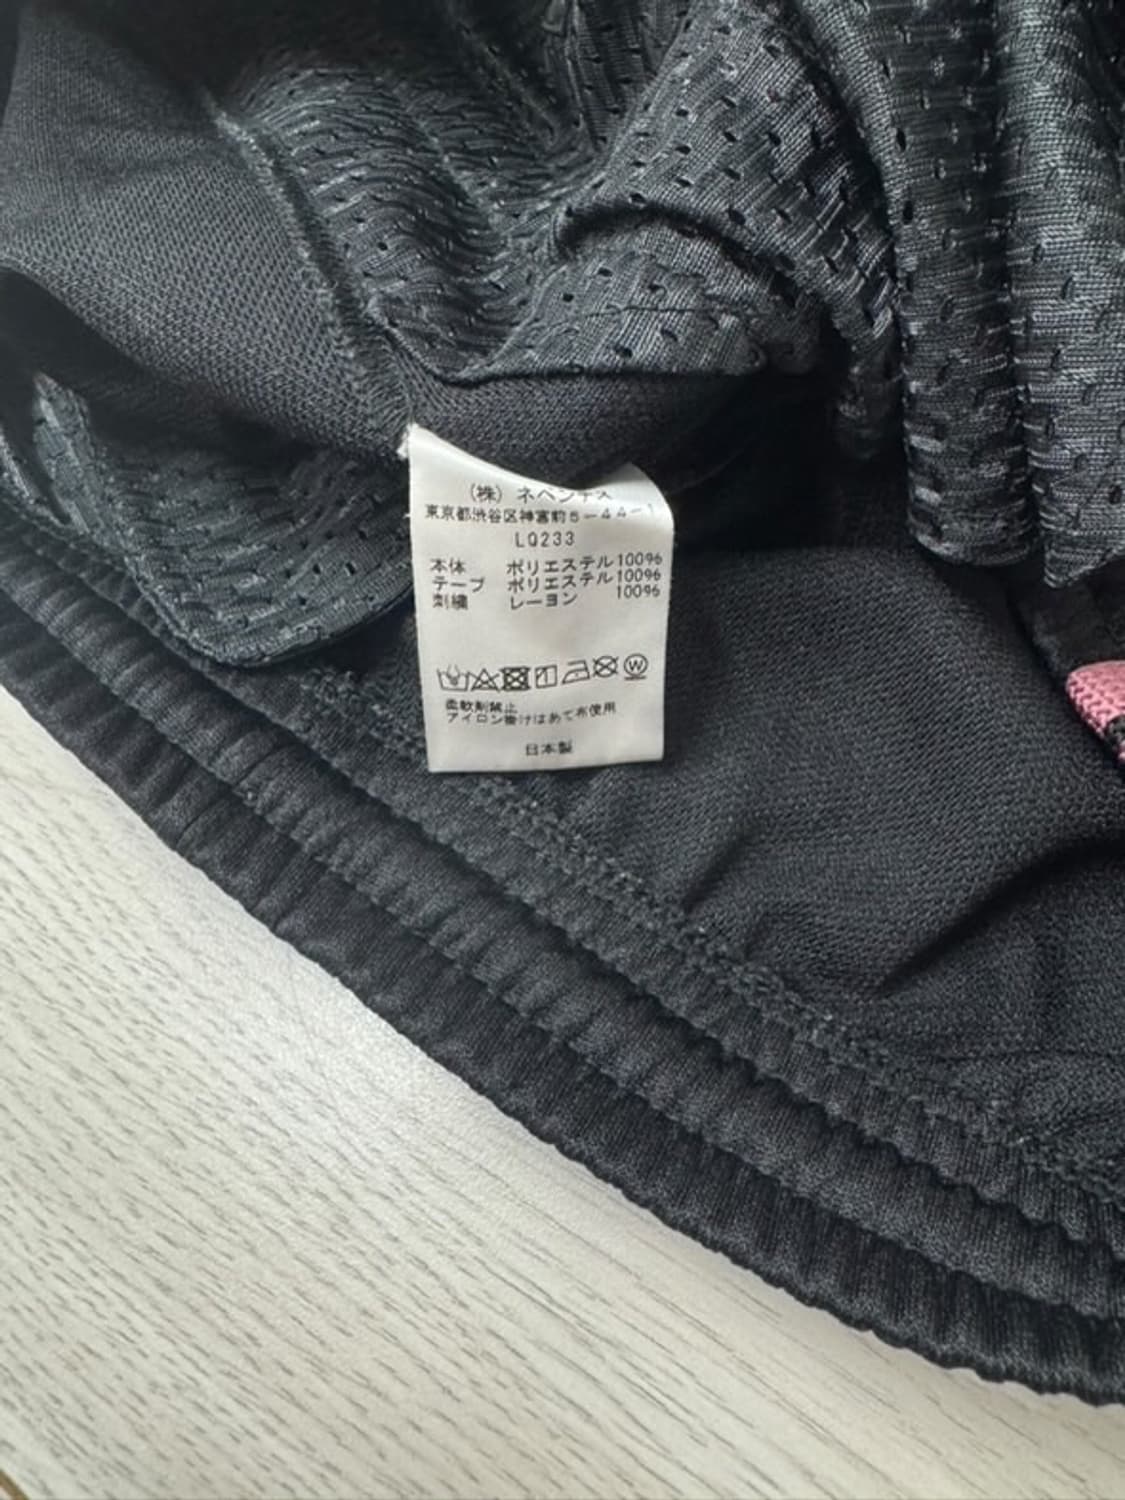 (株) ネペンテス
東京都渋谷区神宮前5-44-1
LQ233
本体 ポリエステル100%
テープ ポリエステル100%
刺繍 レーヨン 100%
W
柔軟剤禁止
アイロン掛けはあて布使用
日本製